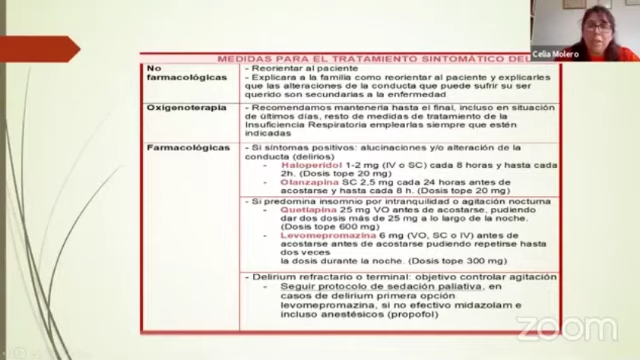 Celia Molero
MEDIDAS PARA EL TRATAMIENTO SINTOMÁTICO DEL
No
farmacológicas
- Reorientar al paciente
- Explicara a la familia como reorientar al paciente y explicarles
que las alteraciones de la conducta que puede sufrir su ser
querido son secundarias a la enfermedad
Oxigenoterapia
- Recomendamos mantenerla hasta el final, incluso en situación
de últimos días, resto de medidas de tratamiento de la
Insuficiencia Respiratoria emplearlas siempre que estén
indicadas
Farmacológicas
- Si síntomas positivos: alucinaciones y/o alteración de la
conducta (delirios)
- Haloperidol 1-2 mg (IV o SC) cada 8 horas y hasta cada
2h. (Dosis tope 20 mg)
- Olanzapina SC 2,5 mg cada 24 horas antes de
acostarse y hasta cada 8 h. (Dosis tope 20 mg)
- Si predomina insomnio por intranquilidad o agitación nocturna
- Quetiapina 25 mg VO antes de acostarse, pudiendo
dar dos dosis más de 25 mg a lo largo de la noche.
(Dosis tope 600 mg)
- Levomepromazina 6 mg (VO, SC o IV) antes de
acostarse antes de acostarse pudiendo repetirse hasta
dos veces
la dosis durante la noche. (Dosis tope 300 mg)
- Delirium refractario o terminal: objetivo controlar agitación
- Seguir protocolo de sedación paliativa, en
casos de delirium primera opción
levomepromazina, si no efectivo midazolam e
incluso anestésicos (propofol)
zoom